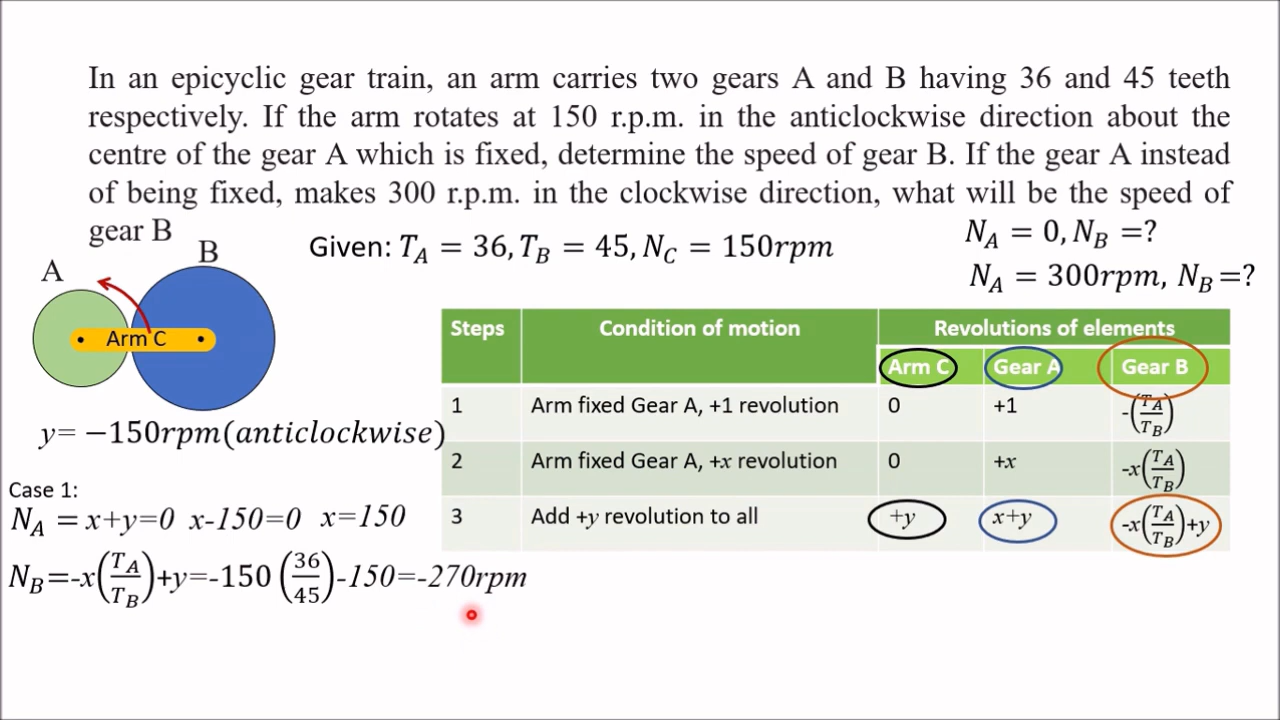 In an epicyclic gear train, an arm carries two gears A and B having 36 and 45 teeth
respectively. If the arm rotates at 150 r.p.m. in the anticlockwise direction about the
centre of the gear A which is fixed, determine the speed of gear B. If the gear A instead
of being fixed, makes 300 r.p.m. in the clockwise direction, what will be the speed of
gear B
Given: T_A = 36, T_B = 45, N_C = 150rpm
N_A = 0, N_B =?
N_A = 300rpm, N_B =?
A
B
Arm C
Steps Condition of motion Revolutions of elements
Arm C Gear A Gear B
1 Arm fixed Gear A, +1 revolution 0 +1 -(T_A/T_B)
2 Arm fixed Gear A, +x revolution 0 +x -x(T_A/T_B)
3 Add +y revolution to all +y x+y -x(T_A/T_B)+y
y= −150rpm(anticlockwise)
Case 1:
N_A = x+y=0 x-150=0 x=150
N_B=-x(T_A/T_B)+y=-150(36/45)-150=-270rpm